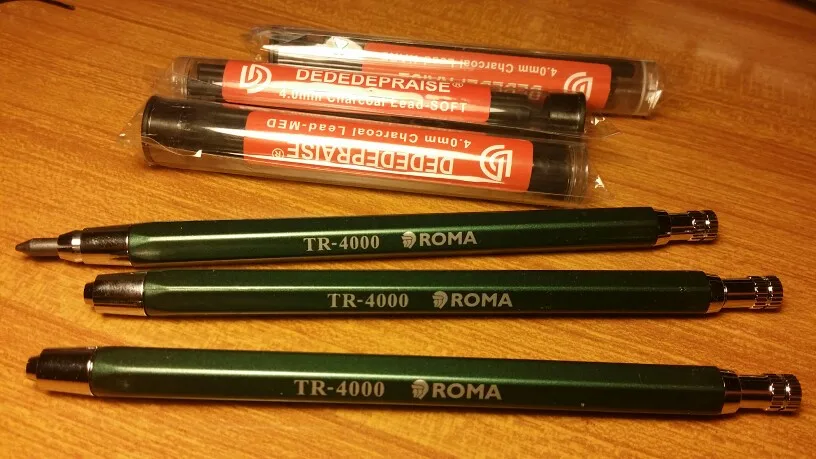 4.0mm Charcoal Lead
DEDEDEPRAISE®
4.0mm Charcoal Lead-SOFT
4.0mm Charcoal Lead-MED
DEDEDEPRAISE®
TR-4000 ROMA
TR-4000 ROMA
TR-4000 ROMA